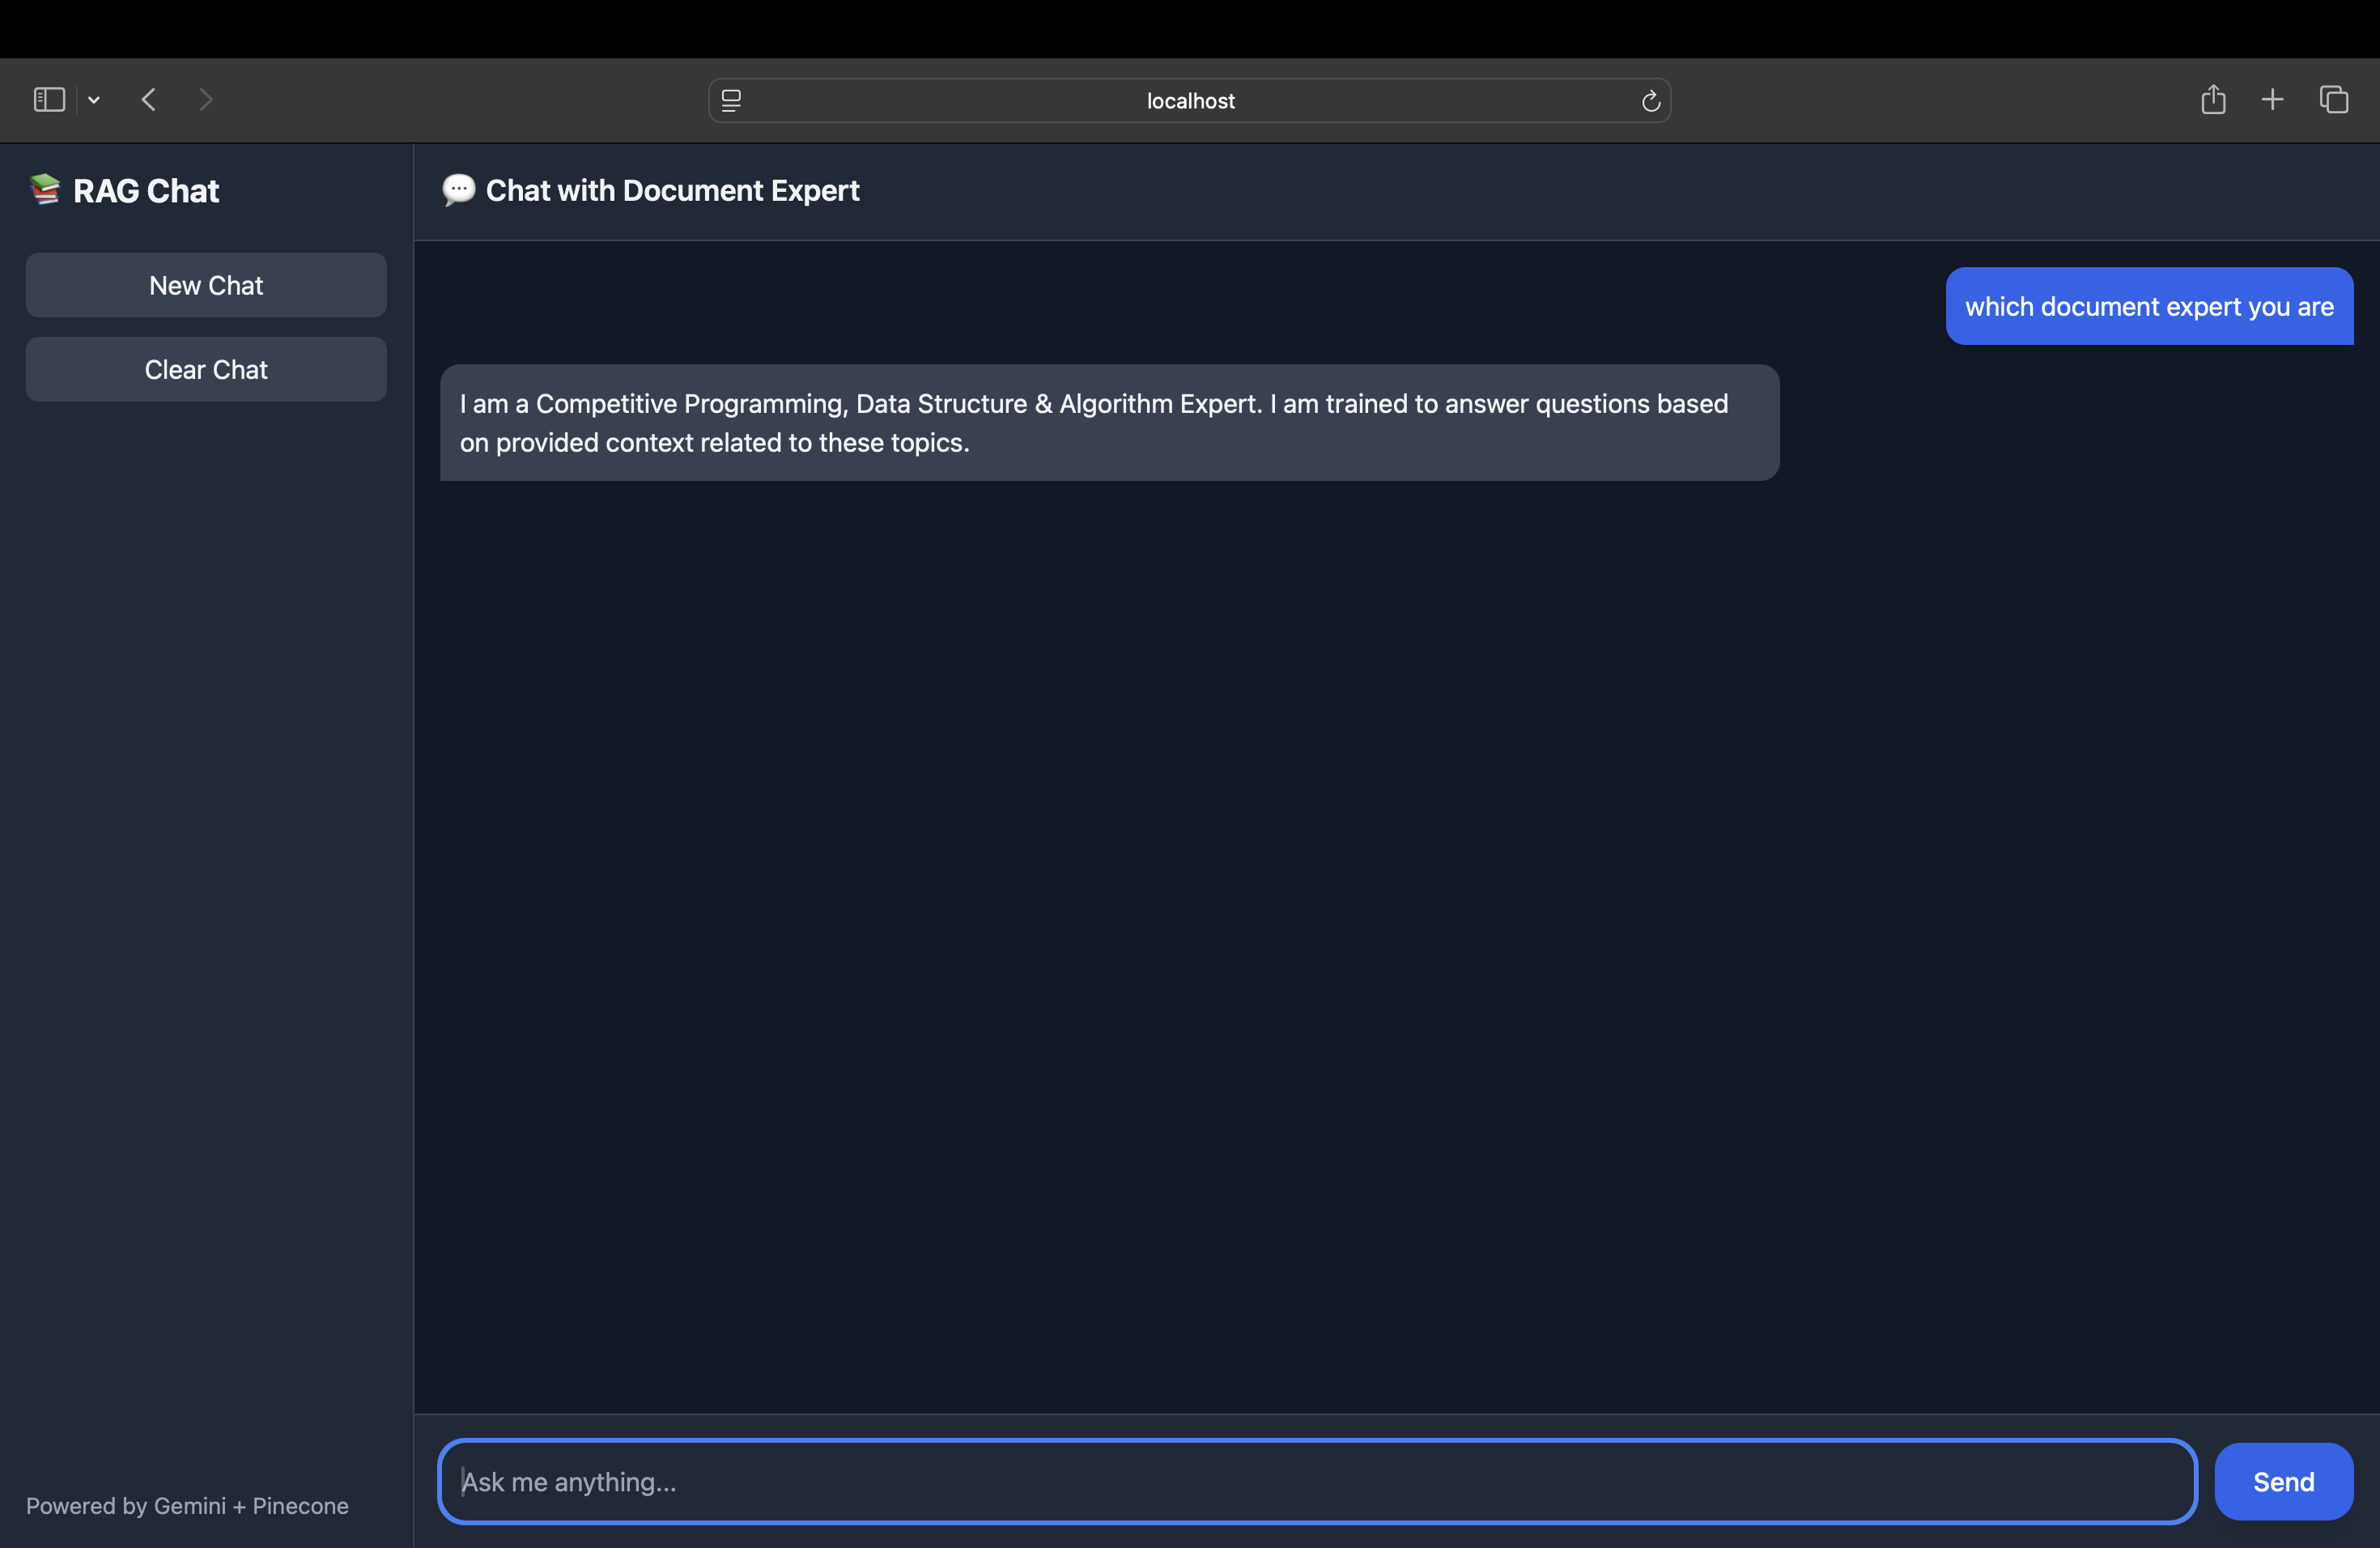 localhost
📚 RAG Chat
New Chat
Clear Chat
Powered by Gemini + Pinecone
💬 Chat with Document Expert
which document expert you are
I am a Competitive Programming, Data Structure & Algorithm Expert. I am trained to answer questions based
on provided context related to these topics.
Ask me anything...
Send